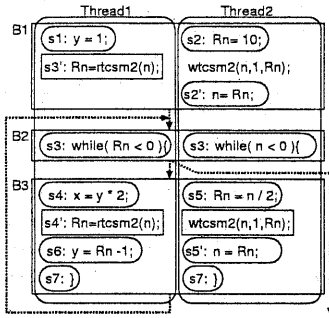 Thread1 Thread2
B1
s1: y = 1;
s3': Rn=rtcsm2(n);
s2: Rn= 10;
wtcsm2(n,1,Rn);
s2': n= Rn;
B2
s3: while( Rn < 0 ){
s3: while( n < 0 ){
B3
s4: x = y * 2;
s4': Rn=rtcsm2(n);
s6: y = Rn -1;
s7: }
s5: Rn = n / 2;
wtcsm2(n,1,Rn);
s5': n = Rn;
s7: }